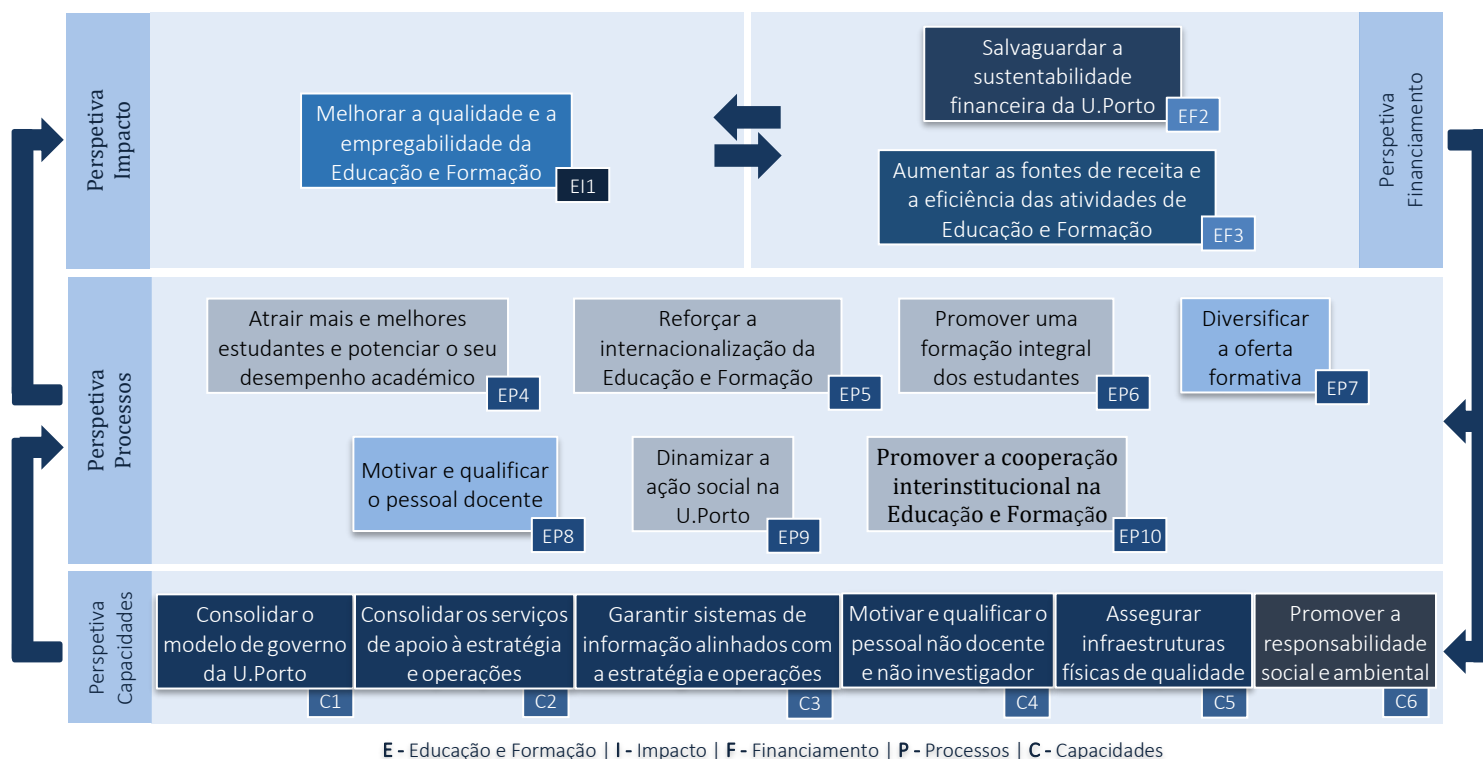 Perspetiva
Impacto
Melhorar a qualidade e a
empregabilidade da
Educação e Formação
EI1
Salvaguardar a
sustentabilidade
financeira da U.Porto
EF2
Aumentar as fontes de receita e
a eficiência das atividades de
Educação e Formação
EF3
Perspetiva
Financiamento
Perspetiva
Processos
Atrair mais e melhores
estudantes e potenciar o seu
desempenho académico
EP4
Reforçar a
internacionalização da
Educação e Formação
EP5
Promover uma
formação integral
dos estudantes
EP6
Diversificar
a oferta
formativa
EP7
Motivar e qualificar
o pessoal docente
EP8
Dinamizar a
ação social na
U.Porto
EP9
Promover a cooperação
interinstitucional na
Educação e Formação
EP10
Perspetiva
Capacidades
Consolidar o
modelo de governo
da U.Porto
C1
Consolidar os serviços
de apoio à estratégia
e operações
C2
Garantir sistemas de
informação alinhados com
a estratégia e operações
C3
Motivar e qualificar o
pessoal não docente
e não investigador
C4
Assegurar
infraestruturas
físicas de qualidade
C5
Promover a
responsabilidade
social e ambiental
C6
E - Educação e Formação | I - Impacto | F - Financiamento | P - Processos | C - Capacidades